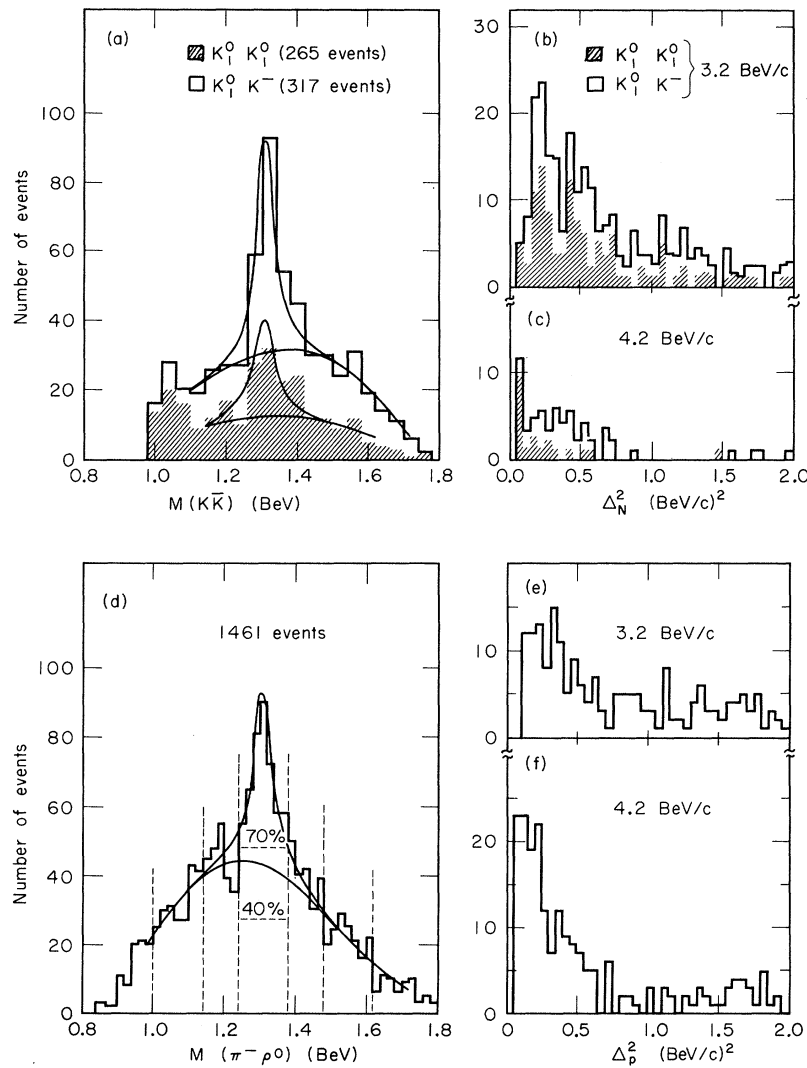 (a)
K₁⁰ K₁⁰ (265 events)
K₁⁰ K⁻ (317 events)
100
80
60
40
20
0
Number of events
0.8 1.0 1.2 1.4 1.6 1.8
M (KK̅) (BeV)
(b)
K₁⁰ K₁⁰
K₁⁰ K⁻
3.2 BeV/c
30
20
10
0
(c)
4.2 BeV/c
10
0
0.0 0.5 1.0 1.5 2.0
Δ²_N (BeV/c)²
(d)
1461 events
100
80
60
40
20
0
Number of events
70%
40%
0.8 1.0 1.2 1.4 1.6 1.8
M (π⁻ρ⁰) (BeV)
(e)
3.2 BeV/c
10
0
(f)
4.2 BeV/c
20
10
0
0 0.5 1.0 1.5 2.0
Δ²_p (BeV/c)²